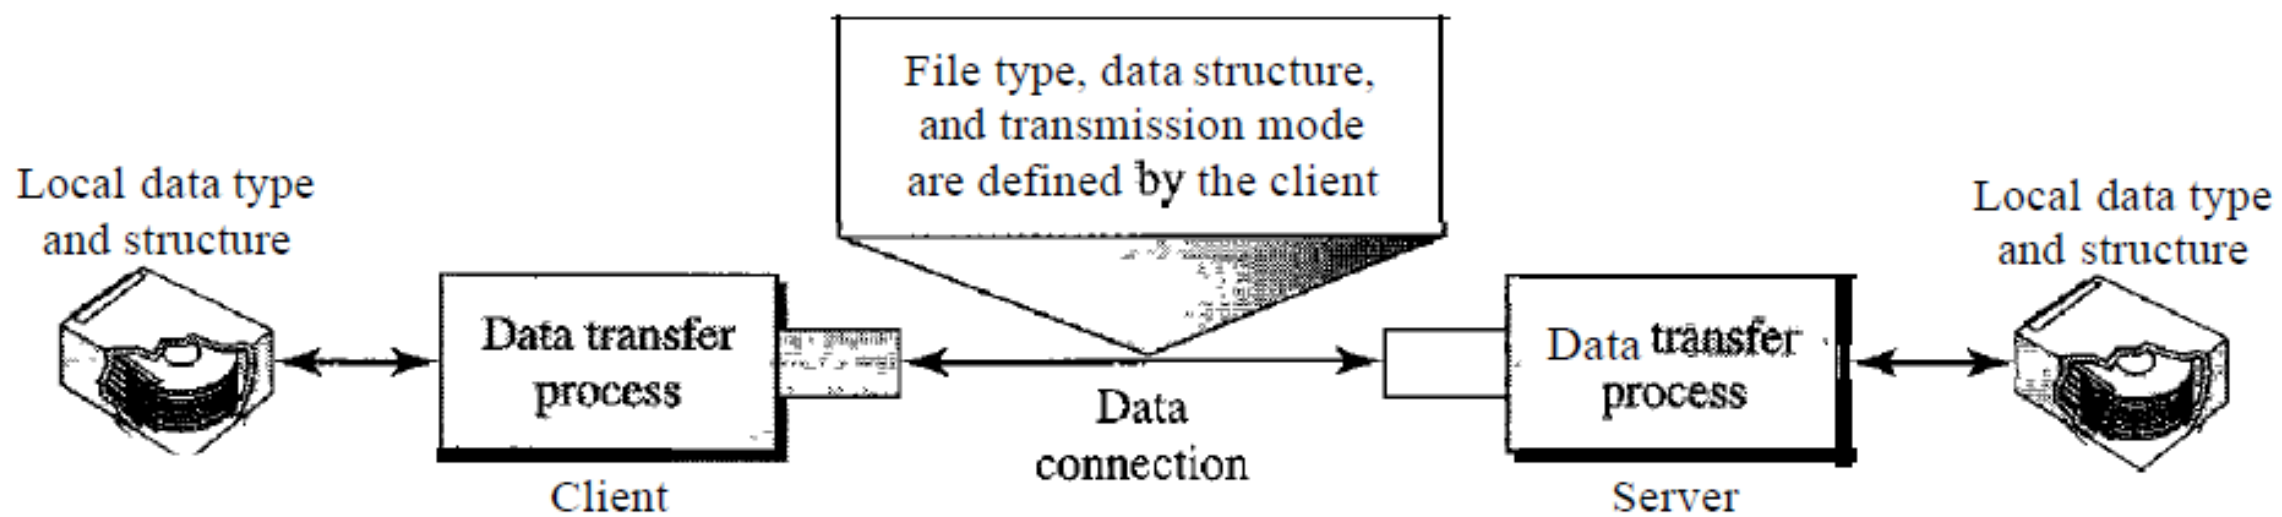 File type, data structure,
and transmission mode
are defined by the client
Local data type
and structure
Local data type
and structure
Data transfer
process
Data transfer
process
Data
connection
Client
Server